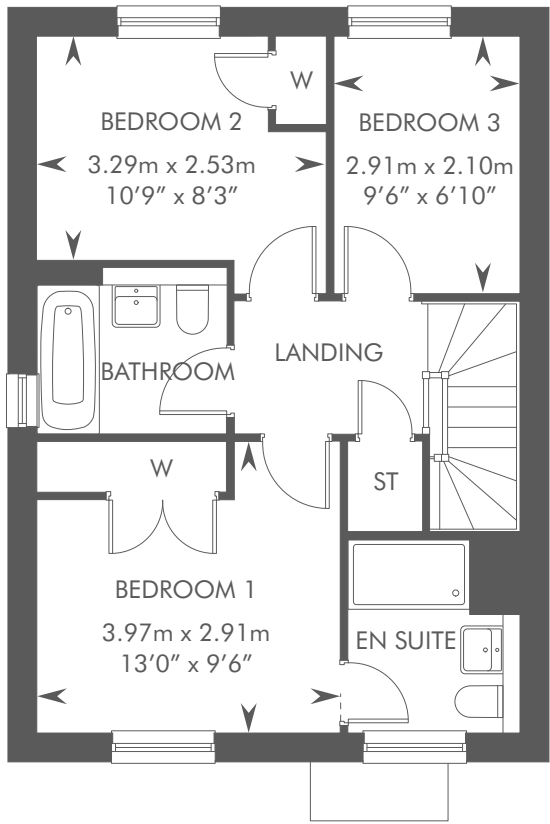 W
BEDROOM 2
3.29m x 2.53m
10’9” x 8’3”
BEDROOM 3
2.91m x 2.10m
9’6” x 6’10”
LANDING
BATHROOM
W
ST
BEDROOM 1
3.97m x 2.91m
13’0” x 9’6”
EN SUITE